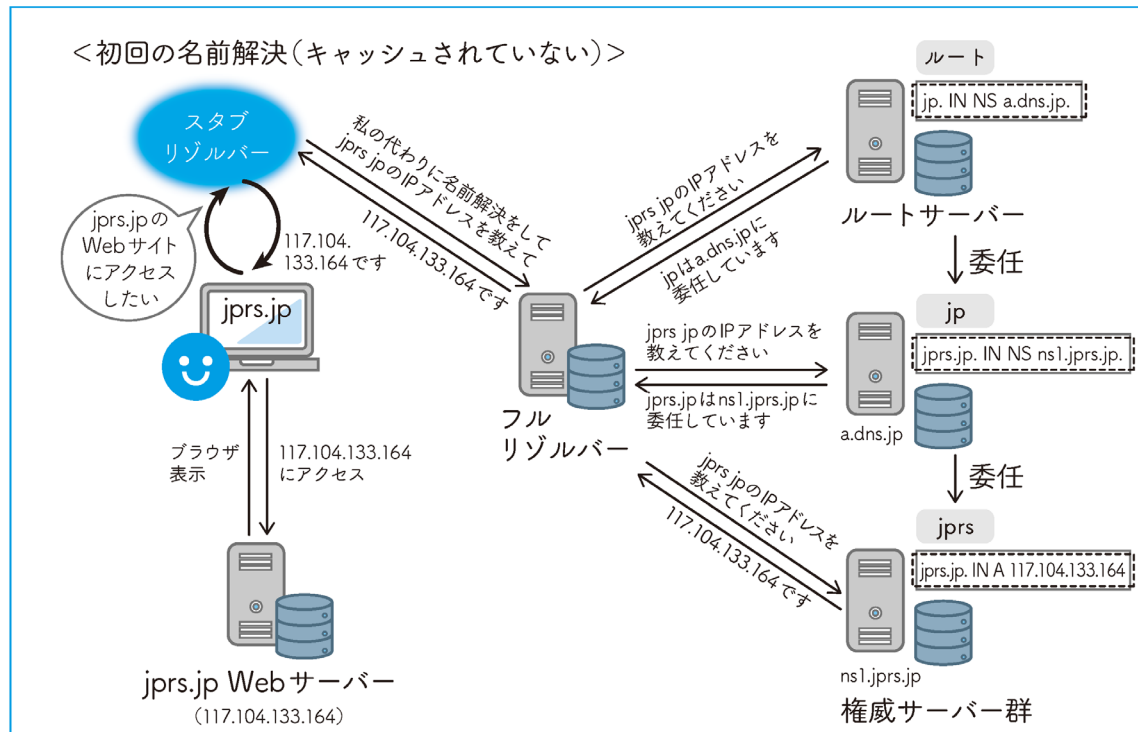 ＜初回の名前解決（キャッシュされていない）＞
スタブ
リゾルバー
jprs.jpの
Webサイト
にアクセス
したい
117.104.
133.164です
jprs.jp
ブラウザ
表示
117.104.133.164
にアクセス
jprs.jp Webサーバー
（117.104.133.164）
私の代わりに名前解決をして
jprs jpのIPアドレスを教えて
117.104.133.164です
フル
リゾルバー
jprs jpのIPアドレスを
教えてください
jpはa.dns.jpに
委任しています
jprs jpのIPアドレスを
教えてください
jprs.jpはns1.jprs.jpに
委任しています
jprs jpのIPアドレスを
教えてください
117.104.133.164です
ルート
jp. IN NS a.dns.jp.
ルートサーバー
委任
jp
jprs.jp. IN NS ns1.jprs.jp.
a.dns.jp
委任
jprs
jprs.jp. IN A 117.104.133.164
ns1.jprs.jp
権威サーバー群